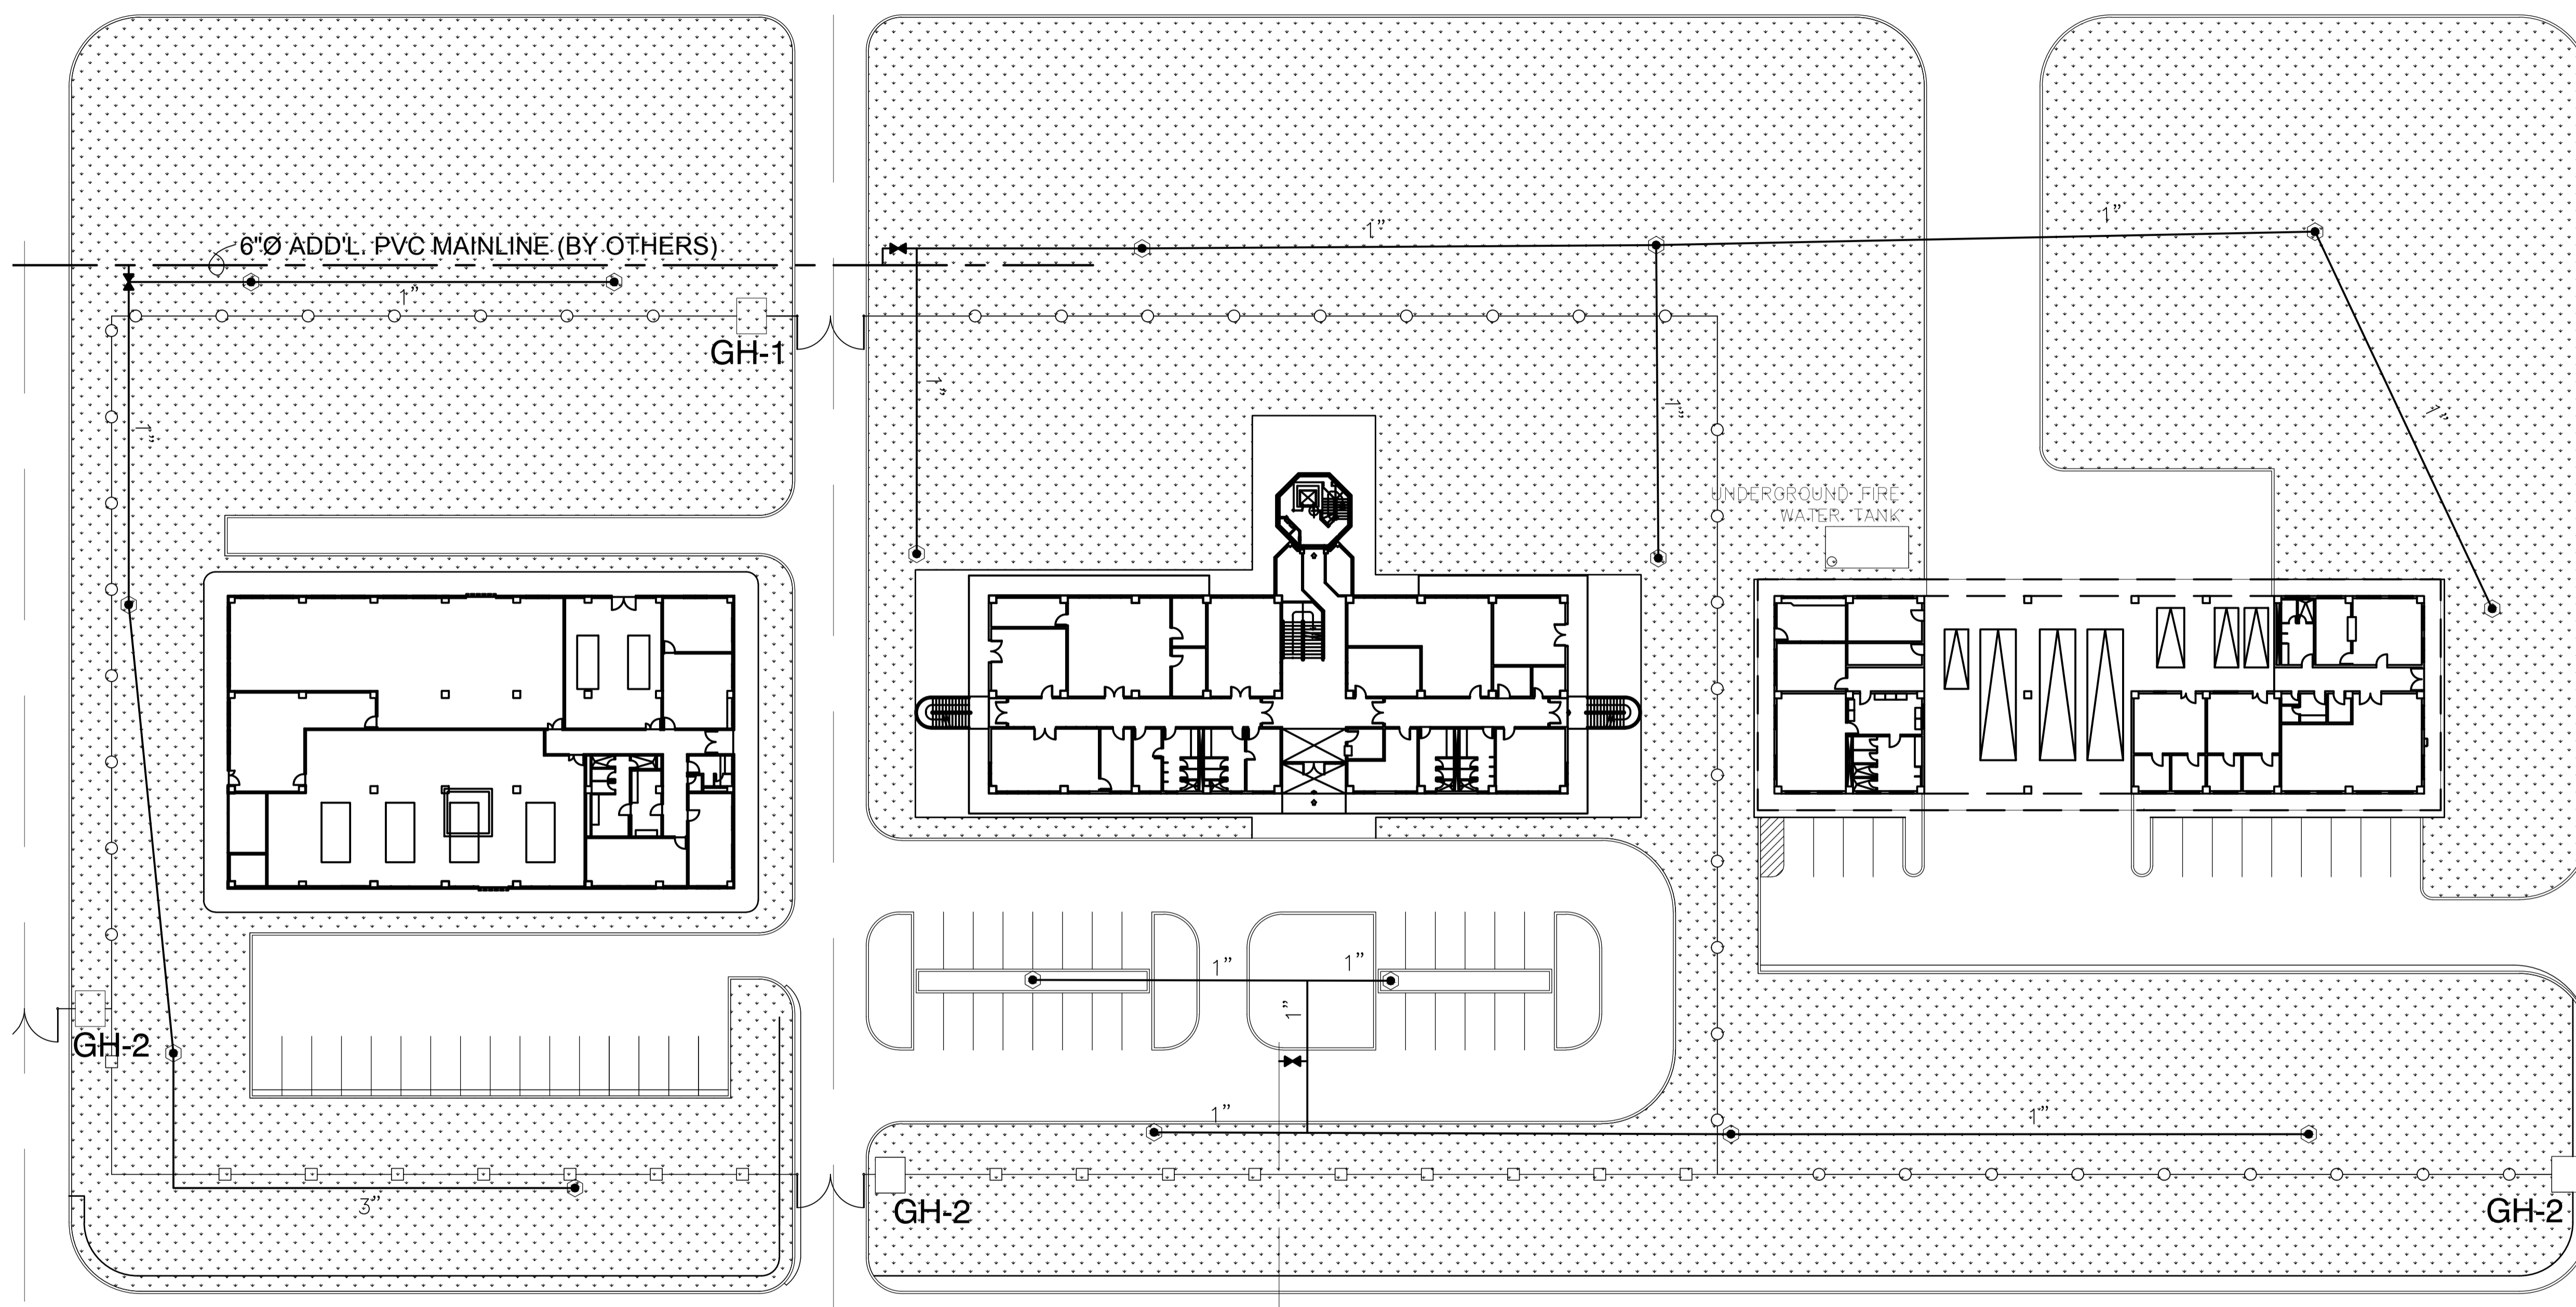 1”
1”
6"Ø ADD'L. PVC MAINLINE (BY OTHERS)
1”
GH-1
1”
1”
1”
1”
1”
UNDERGROUND FIRE
WATER TANK
1”
1”
1”
GH-2
1”
1”
3”
GH-2
GH-2